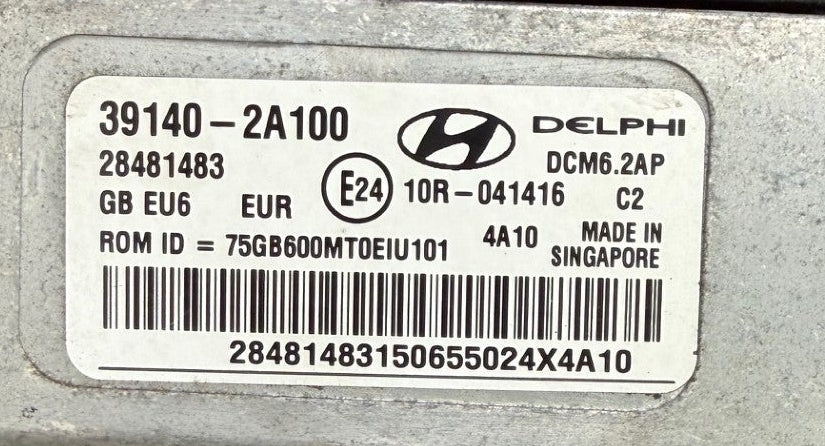 39140-2A100 DELPHI
28481483 E24 10R-041416 DCM6.2AP C2
GB EU6 EUR
ROM ID = 75GB600MT0EIU101 4A10 MADE IN
SINGAPORE
28481483150655024X4A10